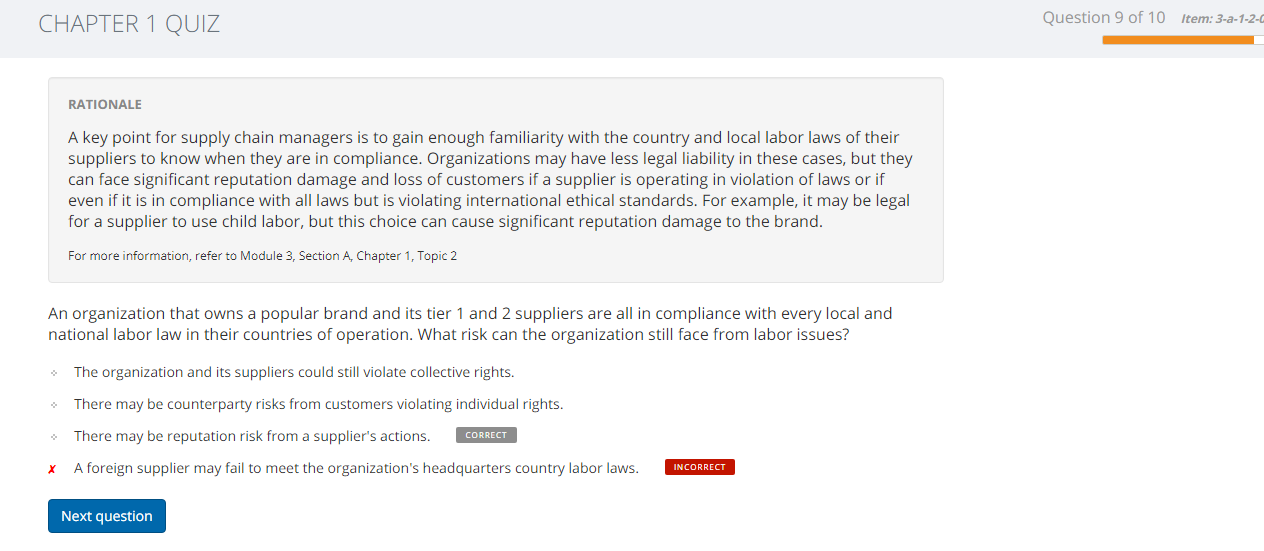 CHAPTER 1 QUIZ
Question 9 of 10 Item: 3-a-1-2-0
RATIONALE
A key point for supply chain managers is to gain enough familiarity with the country and local labor laws of their
suppliers to know when they are in compliance. Organizations may have less legal liability in these cases, but they
can face significant reputation damage and loss of customers if a supplier is operating in violation of laws or if
even if it is in compliance with all laws but is violating international ethical standards. For example, it may be legal
for a supplier to use child labor, but this choice can cause significant reputation damage to the brand.
For more information, refer to Module 3, Section A, Chapter 1, Topic 2
An organization that owns a popular brand and its tier 1 and 2 suppliers are all in compliance with every local and
national labor law in their countries of operation. What risk can the organization still face from labor issues?
The organization and its suppliers could still violate collective rights.
There may be counterparty risks from customers violating individual rights.
There may be reputation risk from a supplier's actions. CORRECT
✗ A foreign supplier may fail to meet the organization's headquarters country labor laws. INCORRECT
Next question